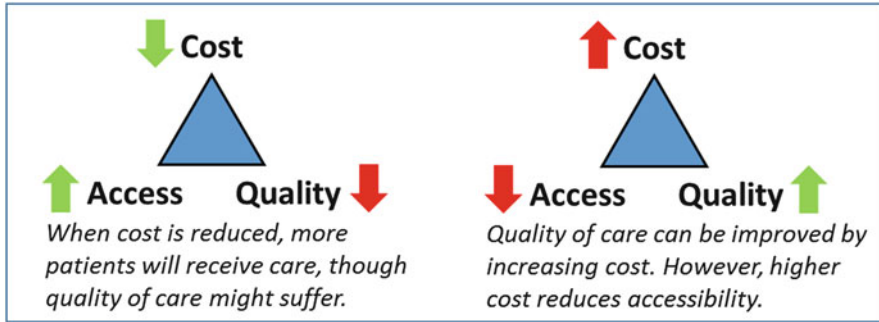 Cost
Access Quality
When cost is reduced, more
patients will receive care, though
quality of care might suffer.
Cost
Access Quality
Quality of care can be improved by
increasing cost. However, higher
cost reduces accessibility.